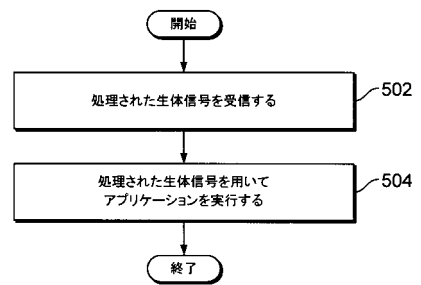 開始
処理された生体信号を受信する
502
処理された生体信号を用いて
アプリケーションを実行する
504
終了